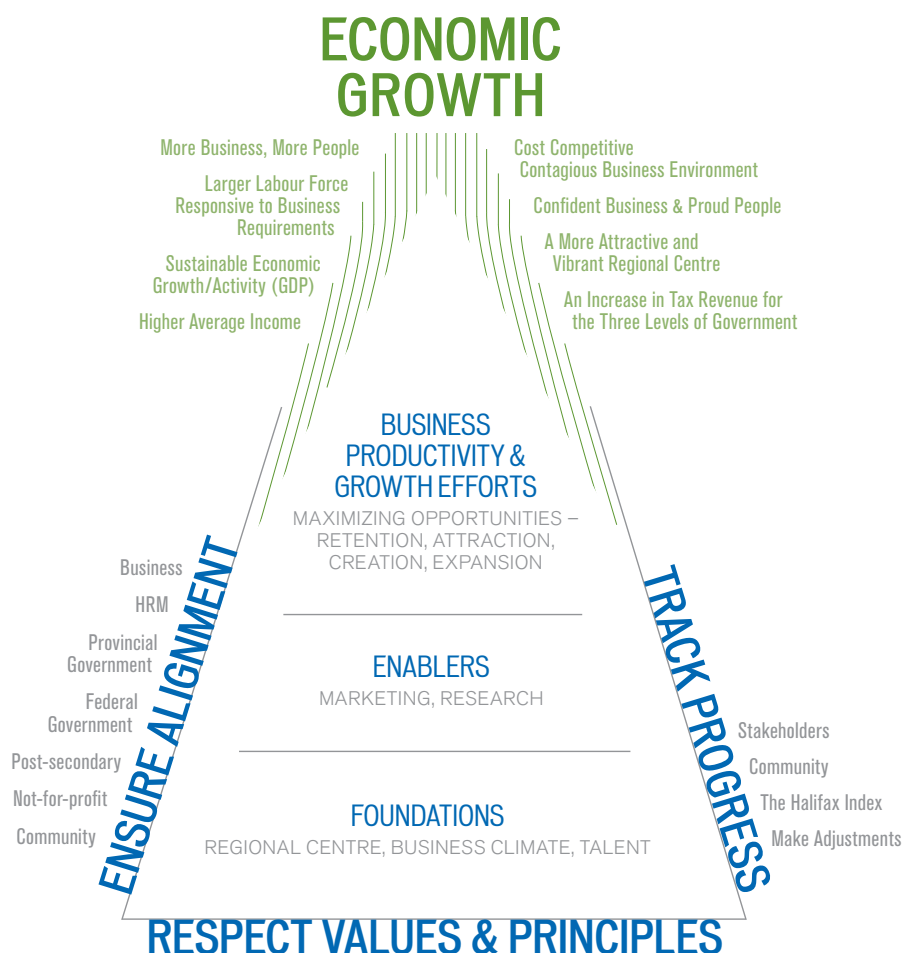 ECONOMIC
GROWTH
More Business, More People
Larger Labour Force
Responsive to Business
Requirements
Sustainable Economic
Growth/Activity (GDP)
Higher Average Income
Cost Competitive
Contagious Business Environment
Confident Business & Proud People
A More Attractive and
Vibrant Regional Centre
An Increase in Tax Revenue for
the Three Levels of Government
BUSINESS
PRODUCTIVITY &
GROWTH EFFORTS
MAXIMIZING OPPORTUNITIES –
RETENTION, ATTRACTION,
CREATION, EXPANSION
ENABLERS
MARKETING, RESEARCH
FOUNDATIONS
REGIONAL CENTRE, BUSINESS CLIMATE, TALENT
ENSURE ALIGNMENT
Business
HRM
Provincial
Government
Federal
Government
Post-secondary
Not-for-profit
Community
TRACK PROGRESS
Stakeholders
Community
The Halifax Index
Make Adjustments
RESPECT VALUES & PRINCIPLES